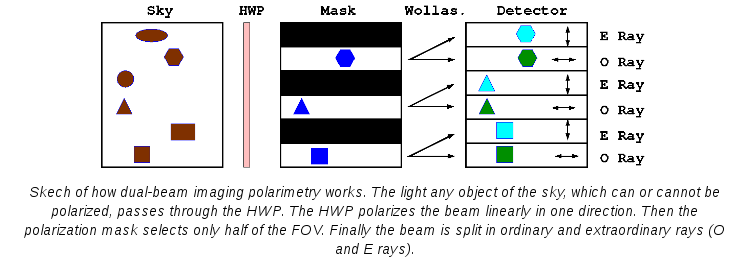 Sky HWP Mask Wollas. Detector
E Ray
O Ray
E Ray
O Ray
E Ray
O Ray
Skech of how dual-beam imaging polarimetry works. The light any object of the sky, which can or cannot be
polarized, passes through the HWP. The HWP polarizes the beam linearly in one direction. Then the
polarization mask selects only half of the FOV. Finally the beam is split in ordinary and extraordinary rays (O
and E rays).